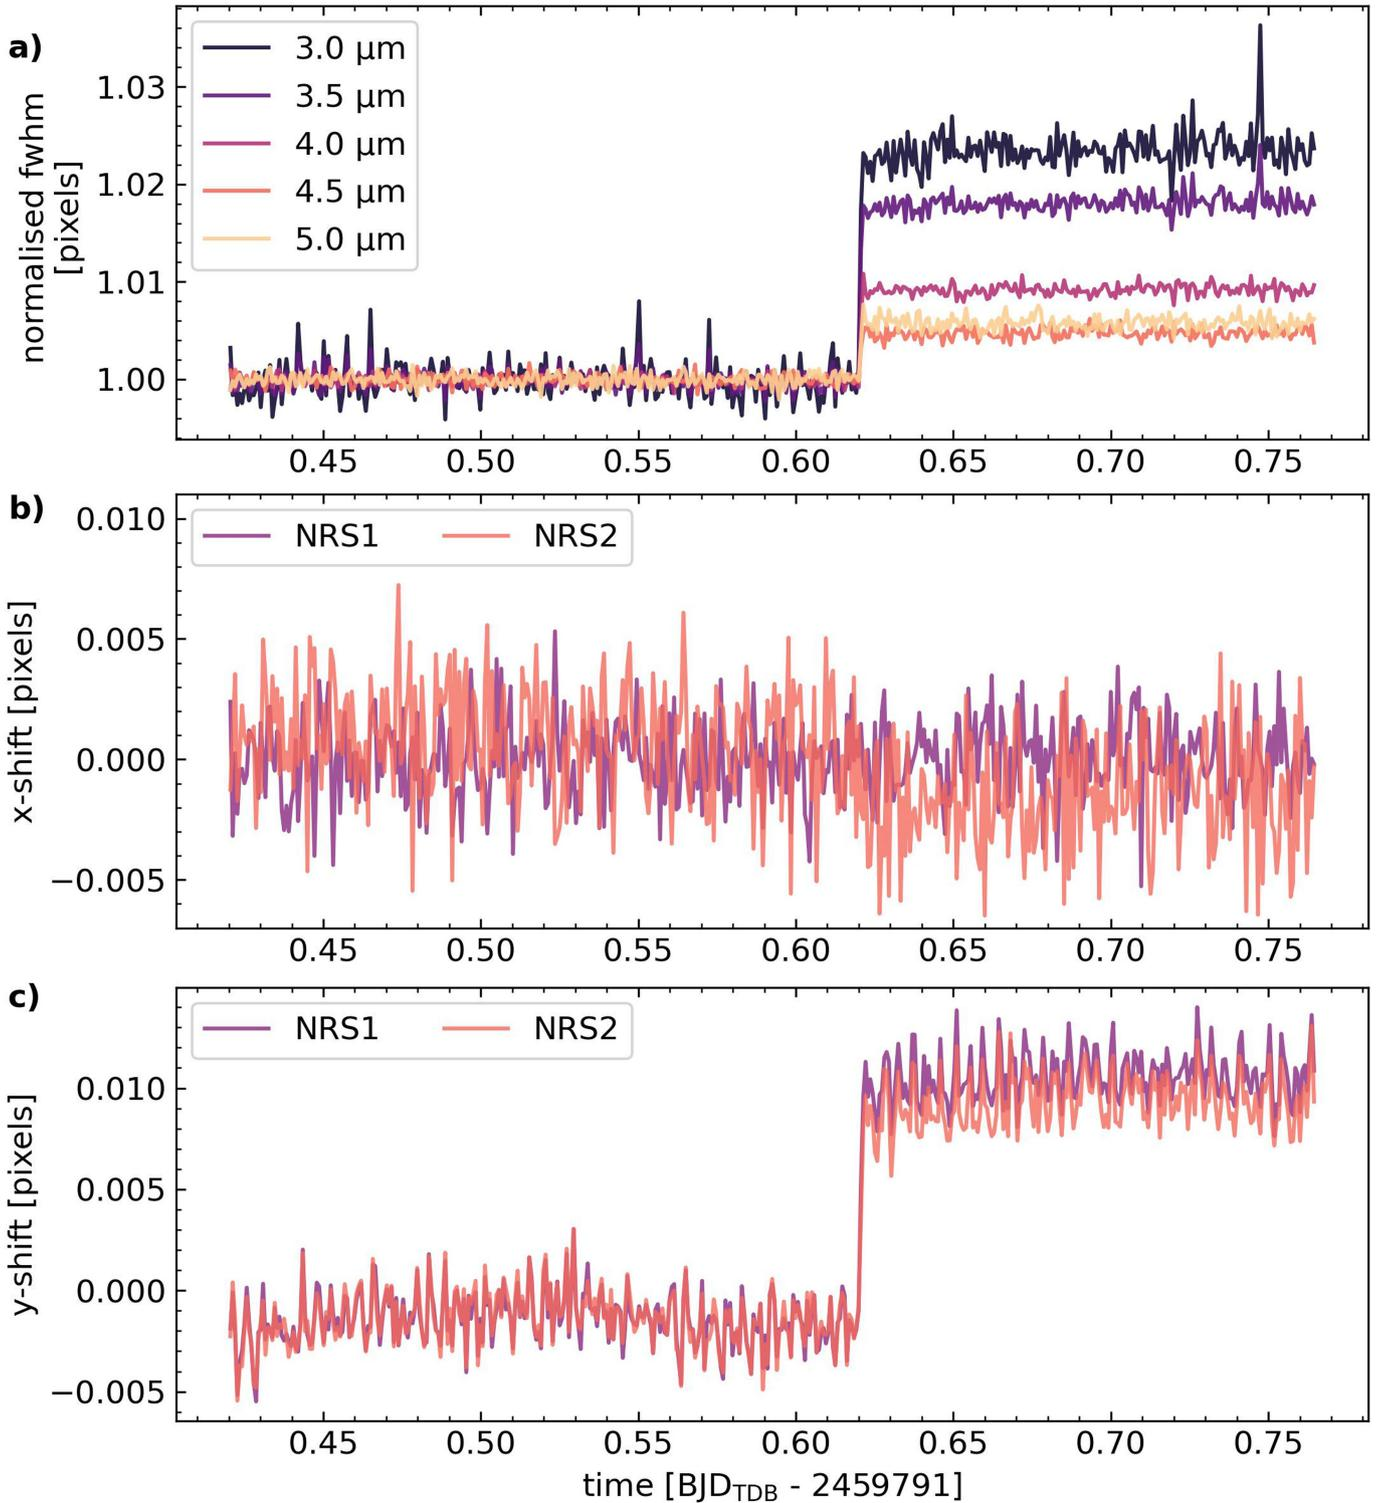 a)
3.0 µm
3.5 µm
4.0 µm
4.5 µm
5.0 µm
normalised fwhm
[pixels]
1.03
1.02
1.01
1.00
0.45 0.50 0.55 0.60 0.65 0.70 0.75
b)
NRS1 NRS2
x-shift [pixels]
0.010
0.005
0.000
−0.005
0.45 0.50 0.55 0.60 0.65 0.70 0.75
c)
NRS1 NRS2
y-shift [pixels]
0.010
0.005
0.000
−0.005
0.45 0.50 0.55 0.60 0.65 0.70 0.75
time [BJD_TDB - 2459791]